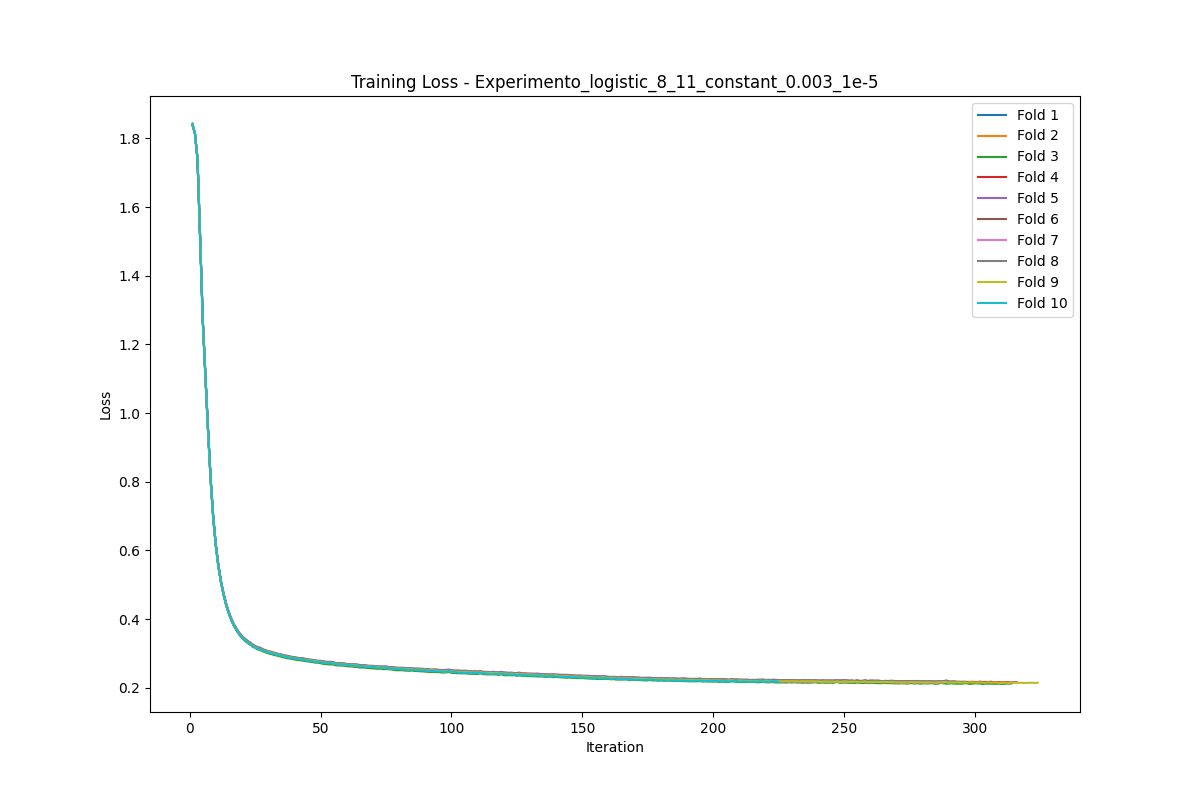 Training Loss - Experimento_logistic_8_11_constant_0.003_1e-5
Fold 1
Fold 2
Fold 3
Fold 4
Fold 5
Fold 6
Fold 7
Fold 8
Fold 9
Fold 10
Loss
1.8
1.6
1.4
1.2
1.0
0.8
0.6
0.4
0.2
0 50 100 150 200 250 300
Iteration